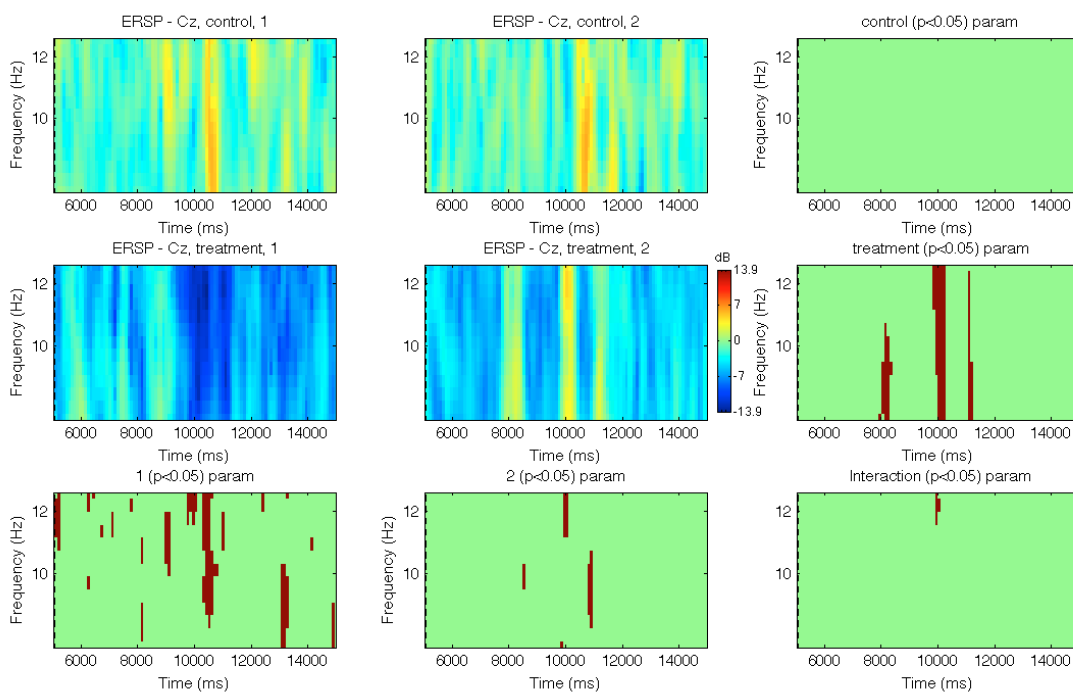 ERSP - Cz, control, 1
ERSP - Cz, control, 2
control (p<0.05) param
Frequency (Hz)
12
10
6000 8000 10000 12000 14000
Time (ms)
Frequency (Hz)
12
10
6000 8000 10000 12000 14000
Time (ms)
Frequency (Hz)
12
10
6000 8000 10000 12000 14000
Time (ms)
ERSP - Cz, treatment, 1
ERSP - Cz, treatment, 2
treatment (p<0.05) param
Frequency (Hz)
12
10
6000 8000 10000 12000 14000
Time (ms)
Frequency (Hz)
12
10
6000 8000 10000 12000 14000
Time (ms)
dB
13.9
7
0
-7
-13.9
Frequency (Hz)
12
10
6000 8000 10000 12000 14000
Time (ms)
1 (p<0.05) param
2 (p<0.05) param
Interaction (p<0.05) param
Frequency (Hz)
12
10
6000 8000 10000 12000 14000
Time (ms)
Frequency (Hz)
12
10
6000 8000 10000 12000 14000
Time (ms)
Frequency (Hz)
12
10
6000 8000 10000 12000 14000
Time (ms)